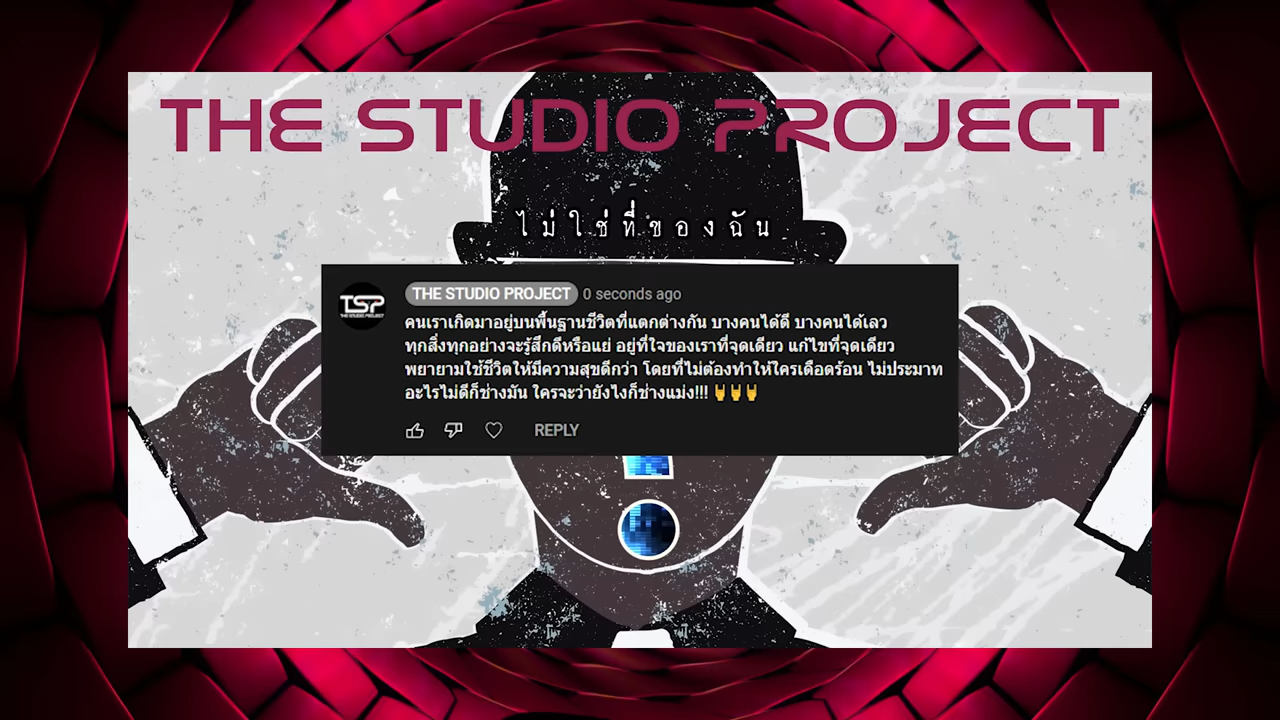 THE STUDIO PROJECT
ไม่ใช่ที่ของฉัน
TSP
THE STUDIO PROJECT
THE STUDIO PROJECT 0 seconds ago
คนเราเกิดมาอยู่บนพื้นฐานชีวิตที่แตกต่างกัน บางคนได้ดี บางคนได้เลว
ทุกสิ่งทุกอย่างจะรู้สึกดีหรือแย่ อยู่ที่ใจของเราที่จุดเดียว แก้ไขที่จุดเดียว
พยายามใช้ชีวิตให้มีความสุขดีกว่า โดยที่ไม่ต้องทำให้ใครเดือดร้อน ไม่ประมาท
อะไรไม่ดีก็ช่างมัน ใครจะว่ายังไงก็ช่างแม่ง!!! 🤘🤘🤘
REPLY